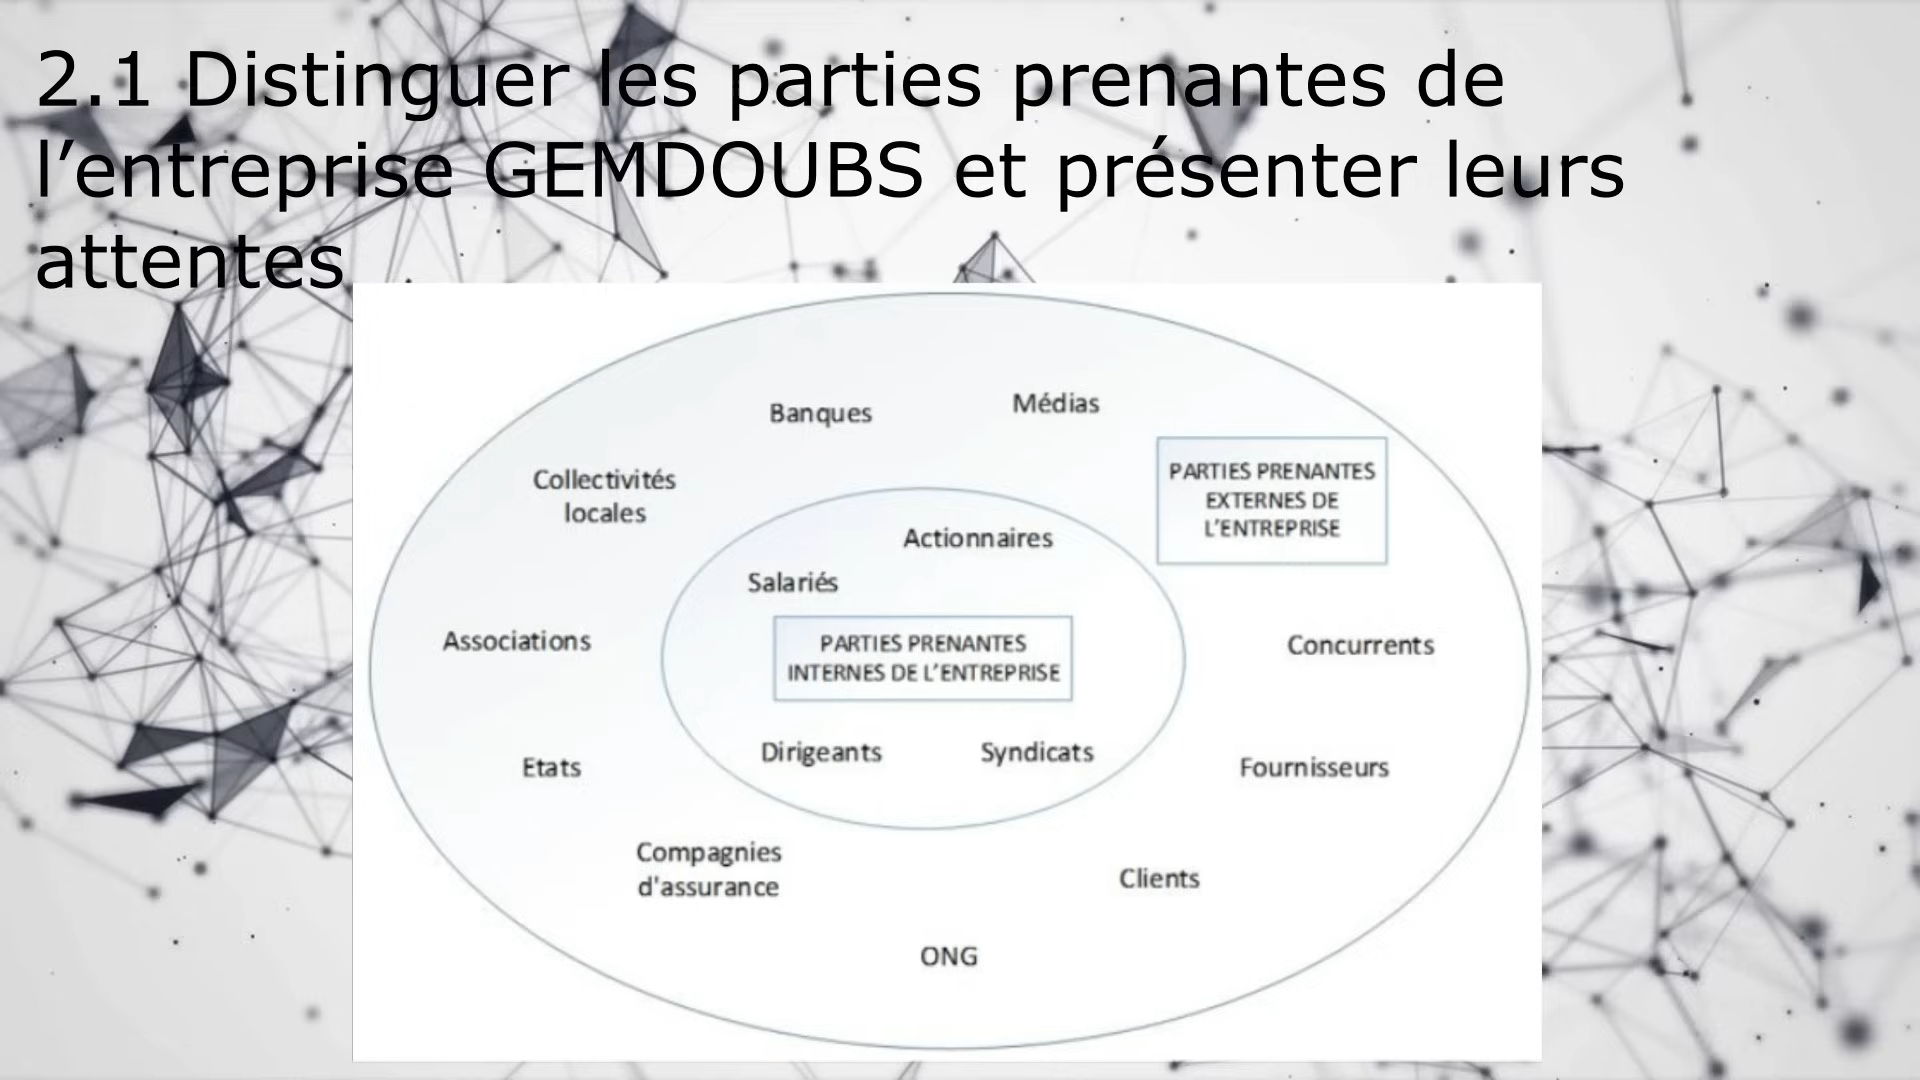 2.1 Distinguer les parties prenantes de
l’entreprise GEMDOUBS et présenter leurs
attentes
Banques
Médias
Collectivités
locales
PARTIES PRENANTES
EXTERNES DE
L’ENTREPRISE
Actionnaires
Salariés
Associations
PARTIES PRENANTES
INTERNES DE L’ENTREPRISE
Concurrents
Dirigeants
Syndicats
Etats
Fournisseurs
Compagnies
d'assurance
Clients
ONG